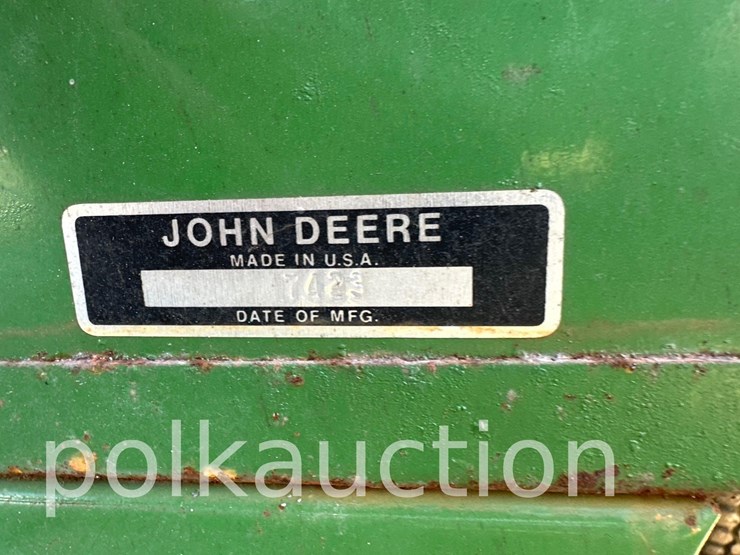 JOHN DEERE
MADE IN U.S.A.
DATE OF MFG.
polkauction